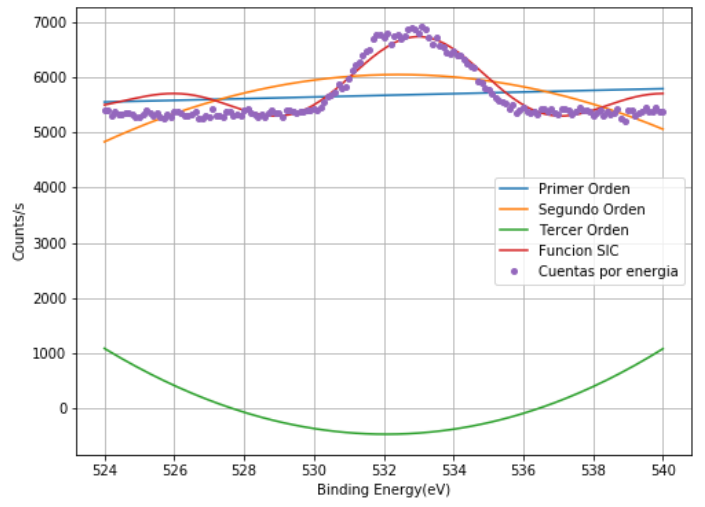 7000
6000
5000
4000
3000
2000
1000
0
Counts/s
Primer Orden
Segundo Orden
Tercer Orden
Funcion SIC
Cuentas por energia
524 526 528 530 532 534 536 538 540
Binding Energy(eV)